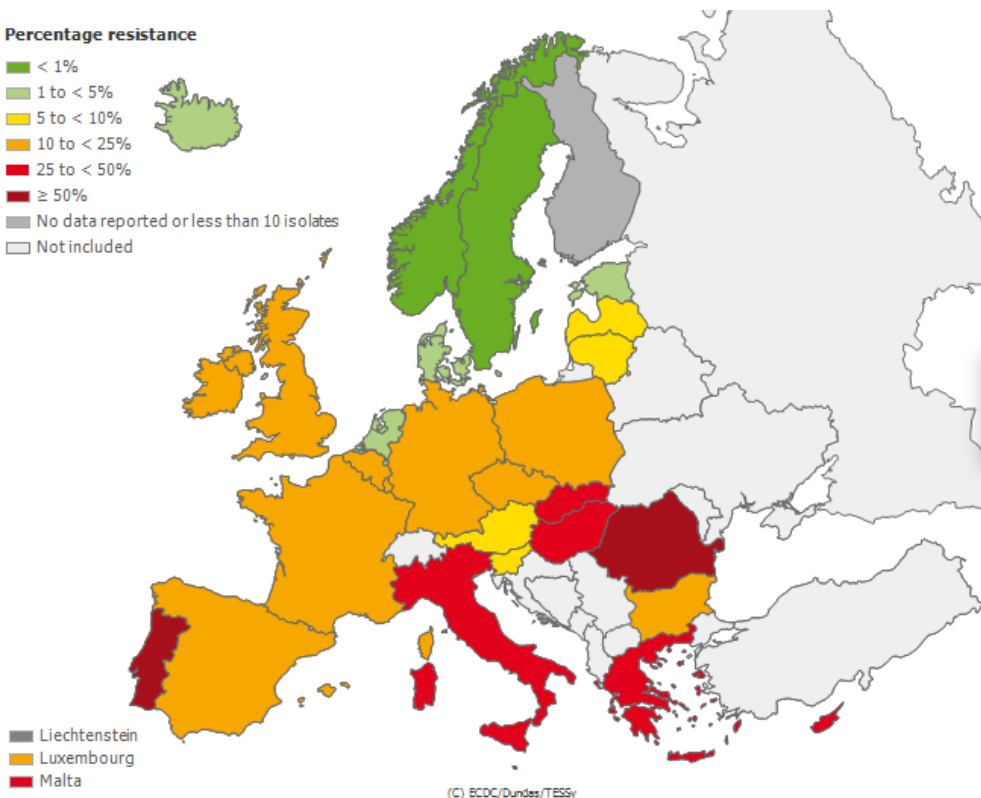 Percentage resistance
< 1%
1 to < 5%
5 to < 10%
10 to < 25%
25 to < 50%
≥ 50%
No data reported or less than 10 isolates
Not included
Liechtenstein
Luxembourg
Malta
(C) ECDC/Dundas/TESSy